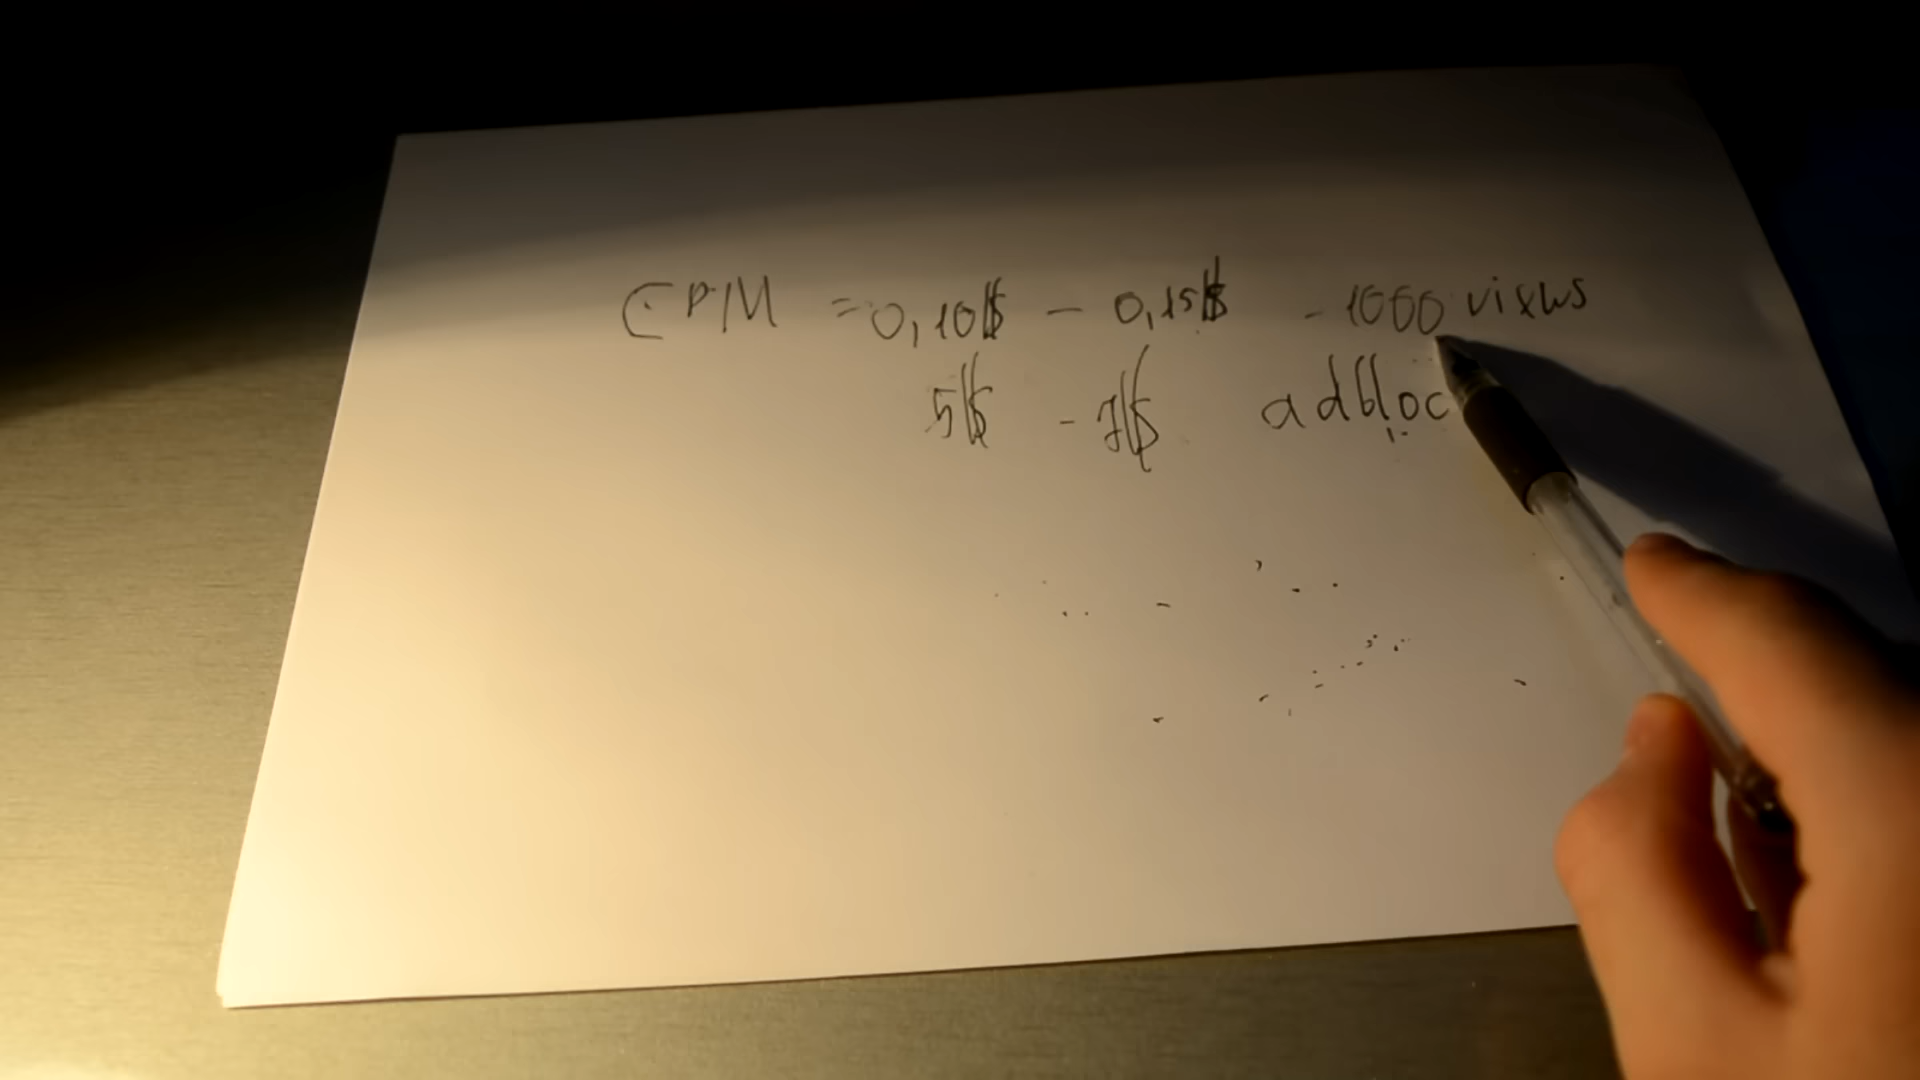 CPM = 0,10$ - 0,15$ - 1000 views
5$ - 7$ adbloc